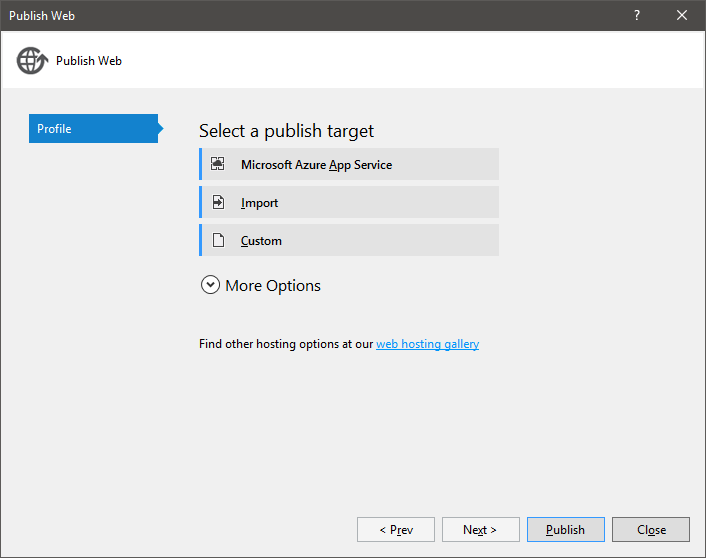 Publish Web
?
Publish Web
Profile
Select a publish target
Microsoft Azure App Service
Import
Custom
More Options
Find other hosting options at our web hosting gallery
< Prev
Next >
Publish
Close